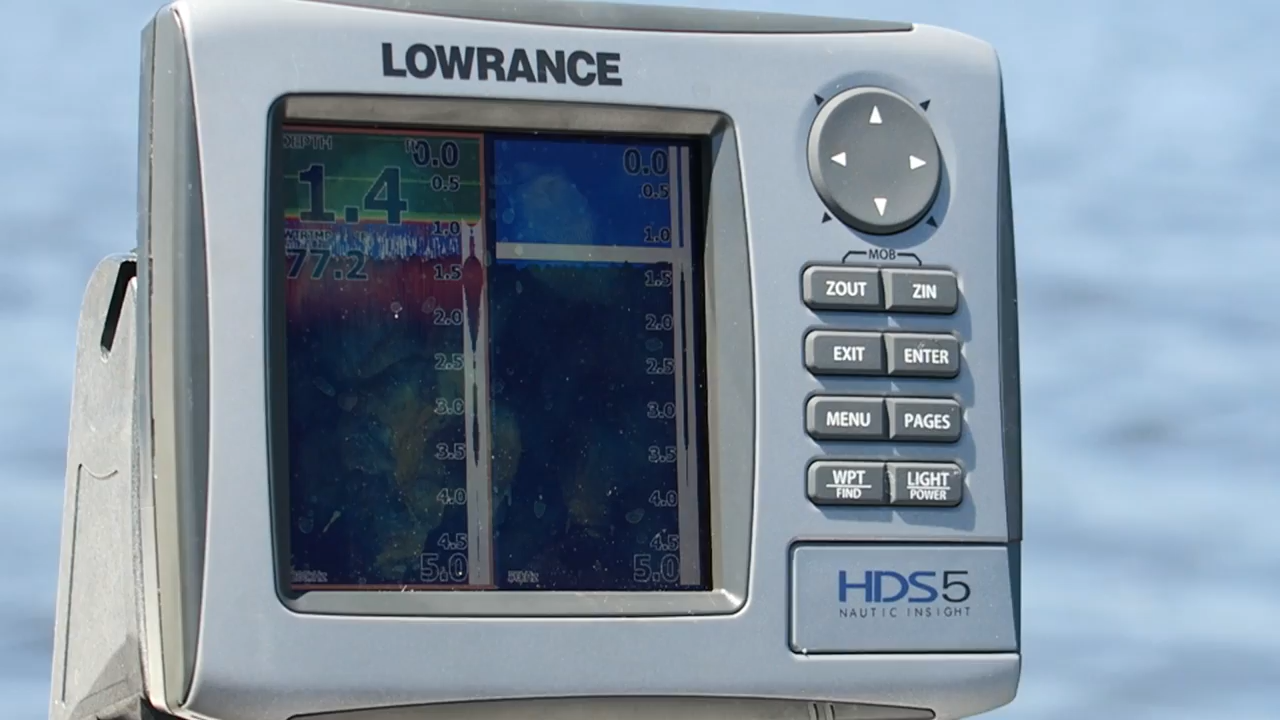 LOWRANCE
DEPTH
1.4
77.2
0.0
0.5
1.0
1.5
2.0
2.5
3.0
3.5
4.0
4.5
5.0
0.0
0.5
1.0
1.5
2.0
2.5
3.0
3.5
4.0
4.5
5.0
MOB
ZOUT ZIN
EXIT ENTER
MENU PAGES
WPT LIGHT
FIND POWER
HDS5
NAUTIC INSIGHT